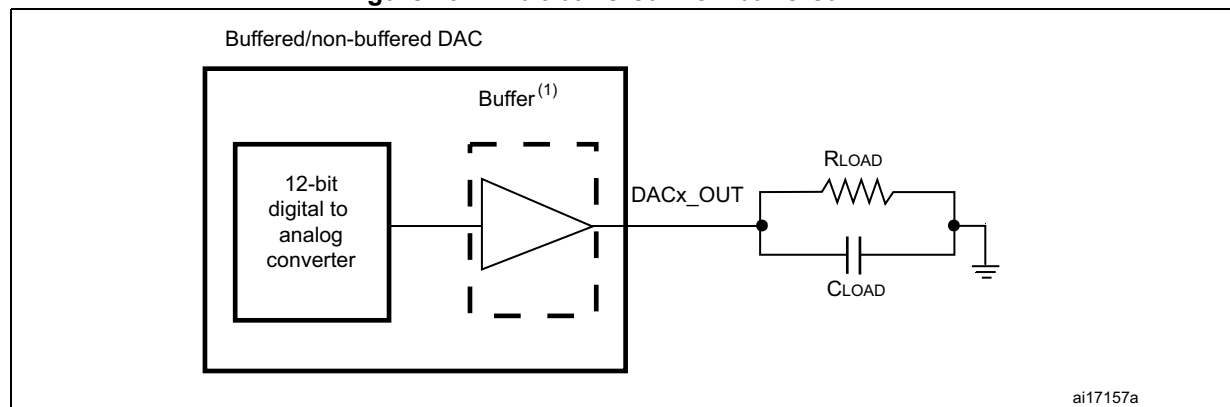 Buffered/non-buffered DAC
Buffer(1)
12-bit
digital to
analog
converter
DACx_OUT
RLOAD
CLOAD
ai17157a